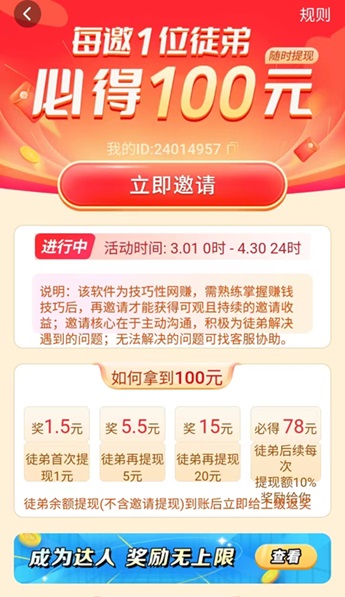 规则
每邀1位徒弟
随时提现
必得100元
我的ID:24014957
立即邀请
进行中 活动时间: 3.01 0时 - 4.30 24时
说明：该软件为技巧性网赚，需熟练掌握赚钱
技巧后，再邀请才能获得可观且持续的邀请收
益；邀请核心在于主动沟通，积极为徒弟解决
遇到的问题；无法解决的问题可找客服协助。
如何拿到100元
奖1.5元 奖5.5元 奖15元 必得78元
徒弟首次提
现1元
徒弟再提现
5元
徒弟再提现
20元
徒弟后续每
次
提现额10%
奖励给你
徒弟余额提现(不含邀请提现)到账后立即给上级返奖
成为达人 奖励无上限 查看